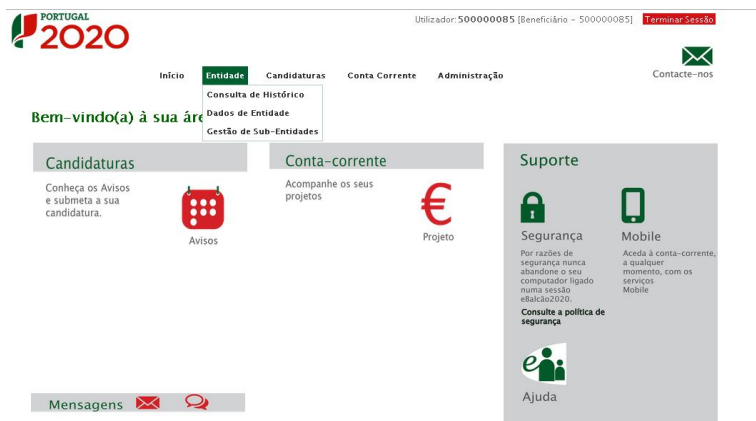 PORTUGAL
2020
Utilizador: 500000085 [Beneficiário - 500000085] Terminar Sessão
Contacte-nos
Início Entidade Candidaturas Conta Corrente Administração
Consulta de Histórico
Dados de Entidade
Gestão de Sub-Entidades
Bem-vindo(a) à sua áre
Candidaturas
Conheça os Avisos
e submeta a sua
candidatura.
Avisos
Conta-corrente
Acompanhe os seus
projetos
€
Projeto
Suporte
Segurança
Por razões de
segurança nunca
abandone o seu
computador ligado
numa sessão
eBalcão2020.
Consulte a política de
segurança
Mobile
Aceda à conta-corrente,
a qualquer
momento, com os
serviços
Mobile
e
Ajuda
Mensagens